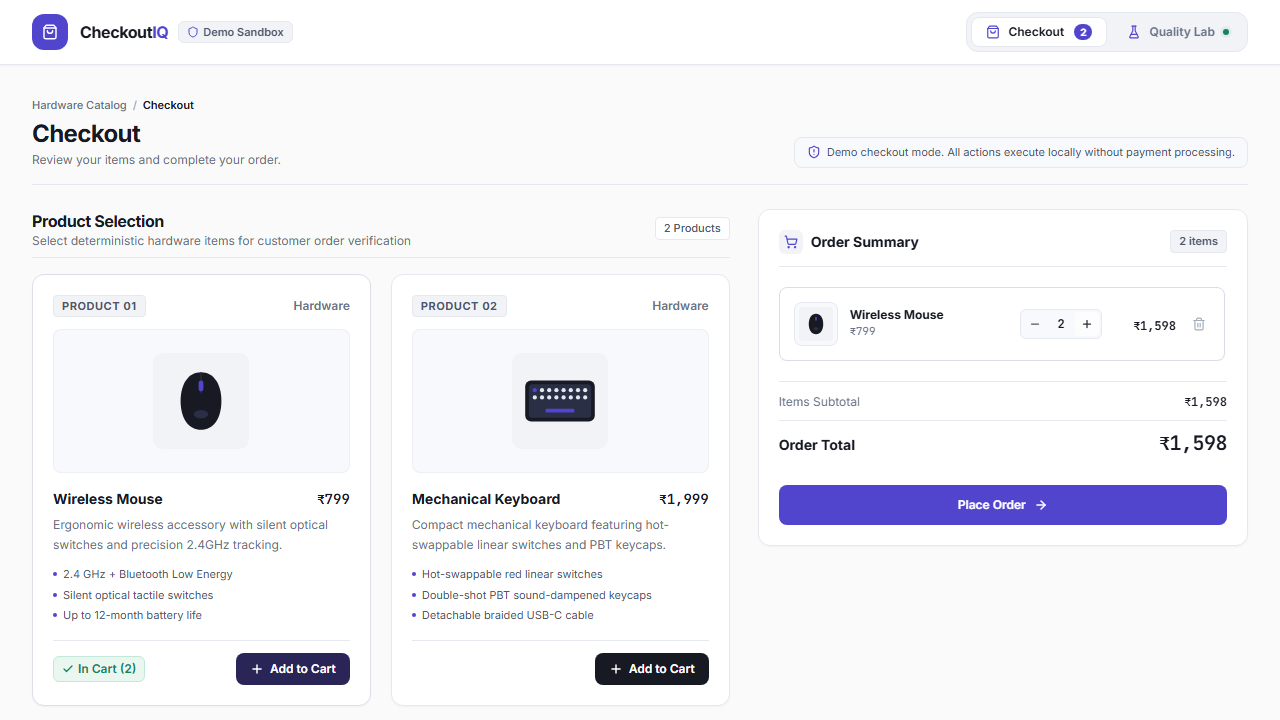 CheckoutIQ
Demo Sandbox
Checkout 2
Quality Lab
Hardware Catalog / Checkout
Checkout
Review your items and complete your order.
Demo checkout mode. All actions execute locally without payment processing.
Product Selection
Select deterministic hardware items for customer order verification
2 Products
PRODUCT 01
Hardware
Wireless Mouse
₹799
Ergonomic wireless accessory with silent optical
switches and precision 2.4GHz tracking.
2.4 GHz + Bluetooth Low Energy
Silent optical tactile switches
Up to 12-month battery life
In Cart (2)
+ Add to Cart
PRODUCT 02
Hardware
Mechanical Keyboard
₹1,999
Compact mechanical keyboard featuring hot-
swappable linear switches and PBT keycaps.
Hot-swappable red linear switches
Double-shot PBT sound-dampened keycaps
Detachable braided USB-C cable
+ Add to Cart
Order Summary
2 items
Wireless Mouse
₹799
− 2 +
₹1,598
Items Subtotal
₹1,598
Order Total
₹1,598
Place Order →